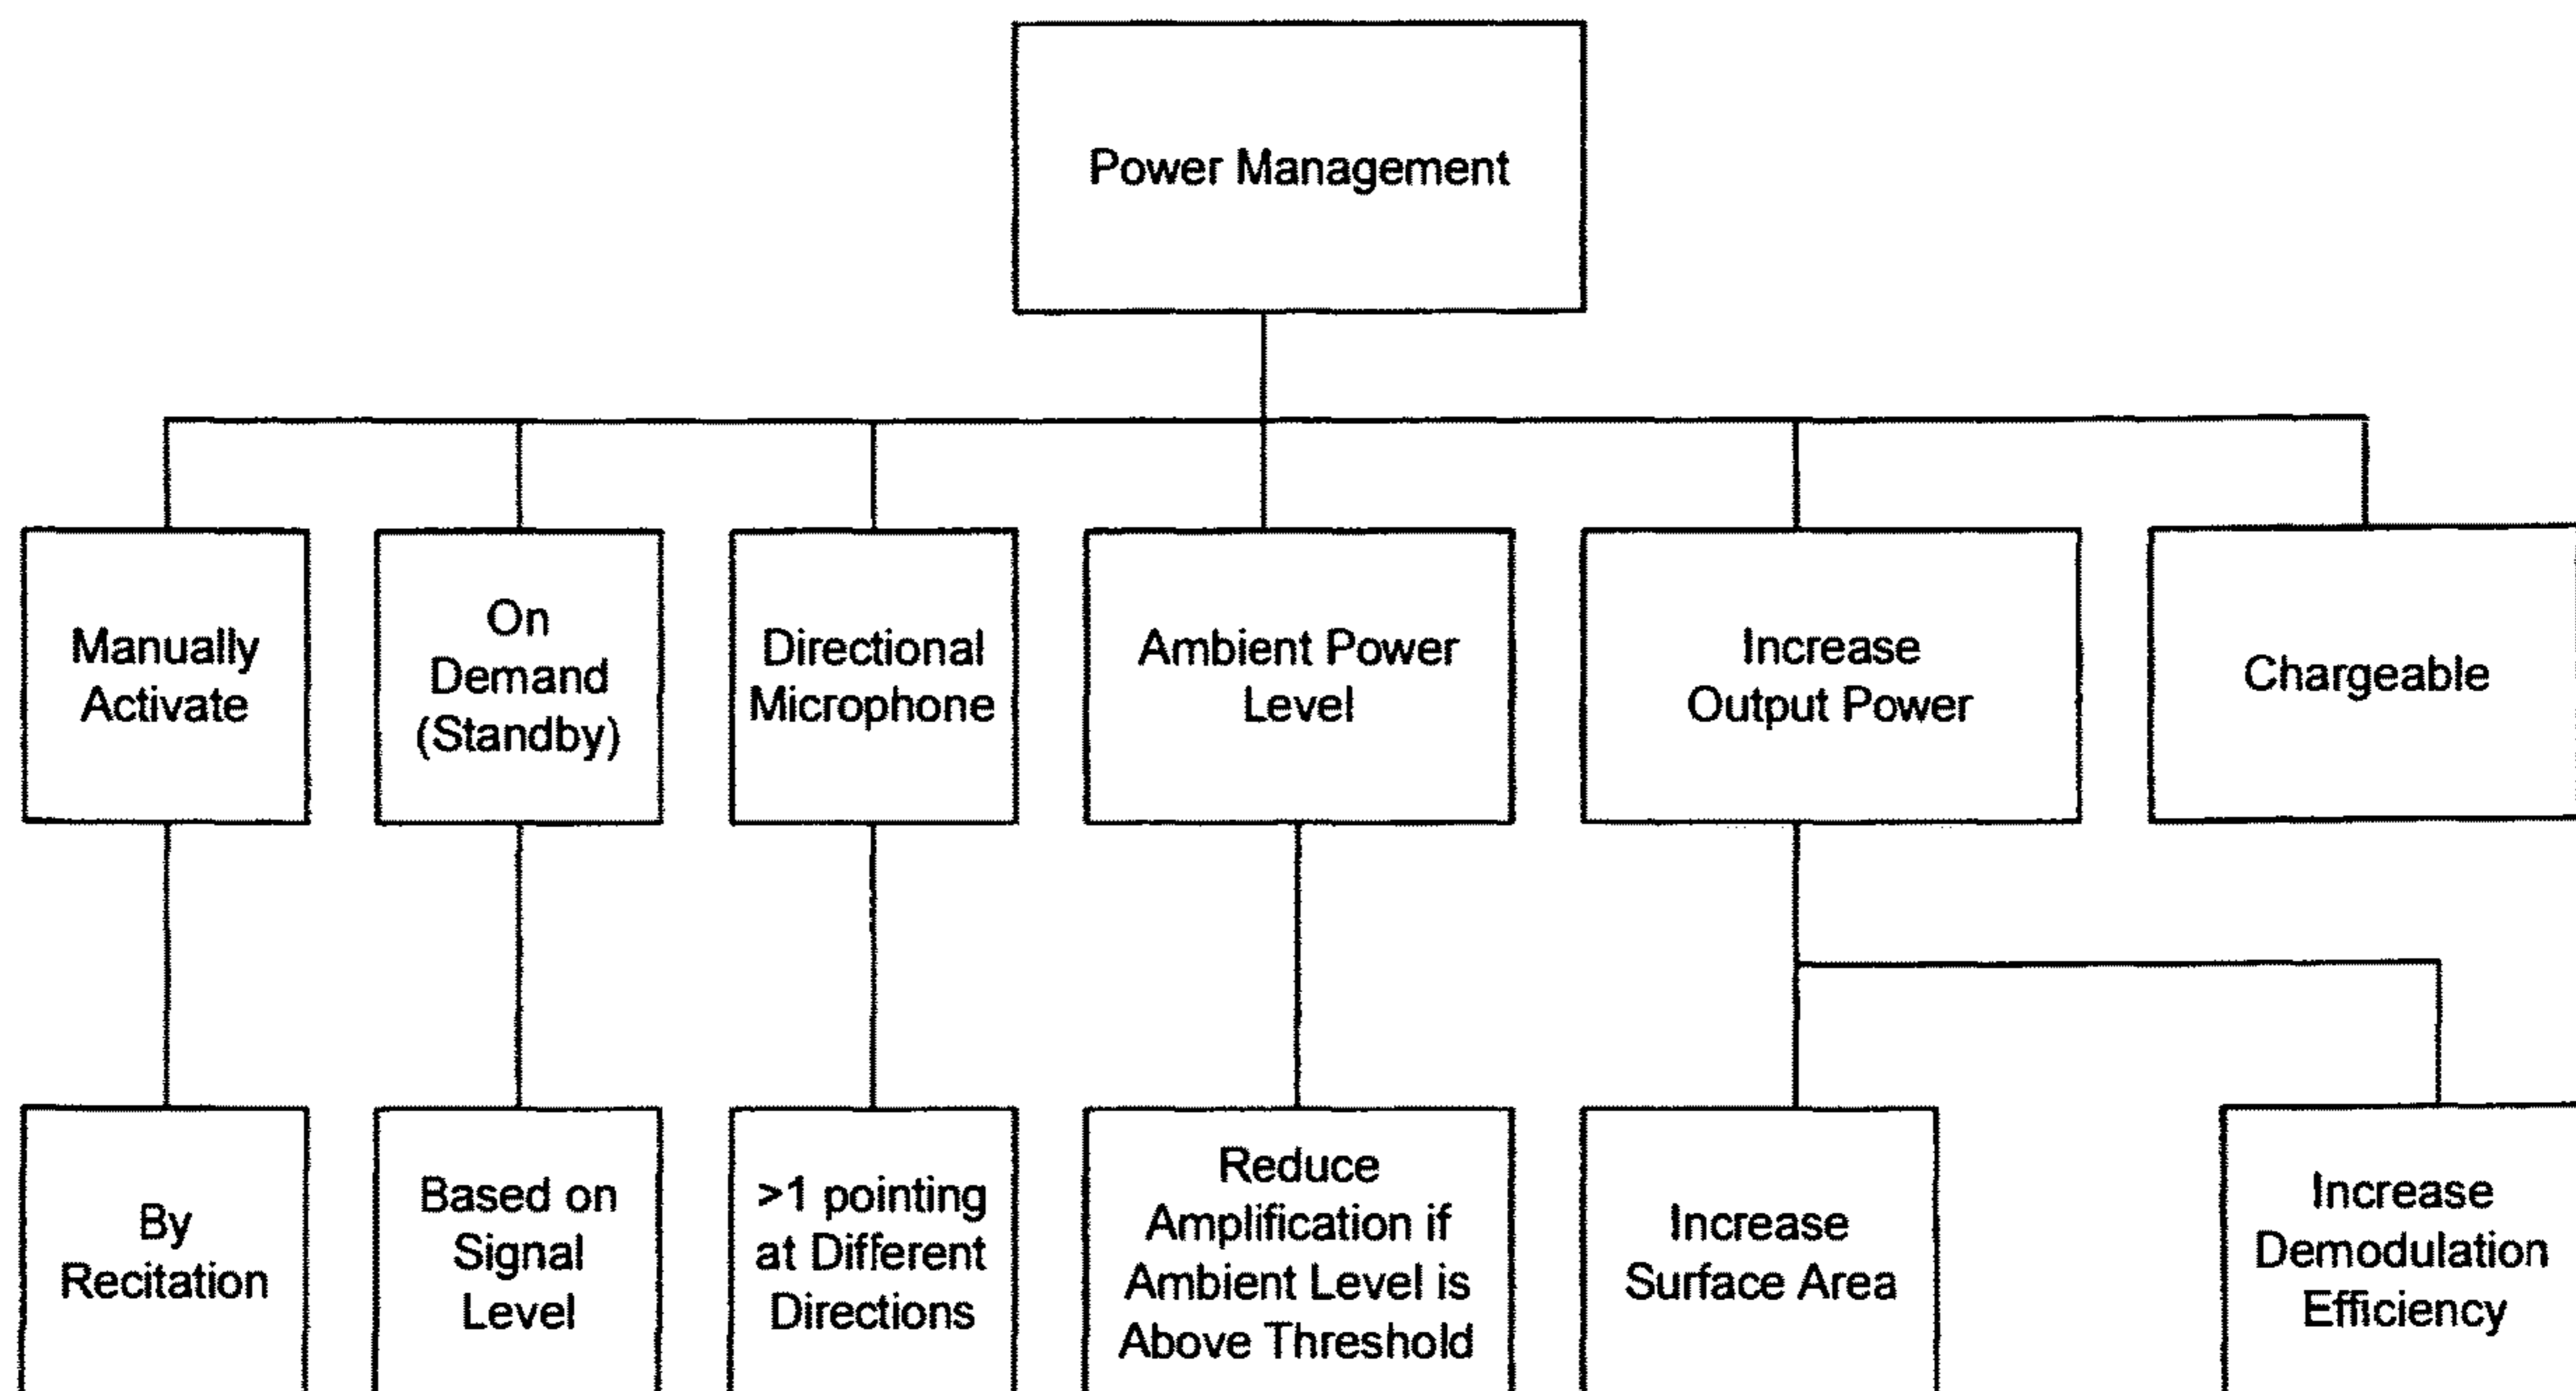 Power Management
Manually
Activate
On
Demand
(Standby)
Directional
Microphone
Ambient Power
Level
Increase
Output Power
Chargeable
By
Recitation
Based on
Signal
Level
>1 pointing
at Different
Directions
Reduce
Amplification if
Ambient Level is
Above Threshold
Increase
Surface Area
Increase
Demodulation
Efficiency